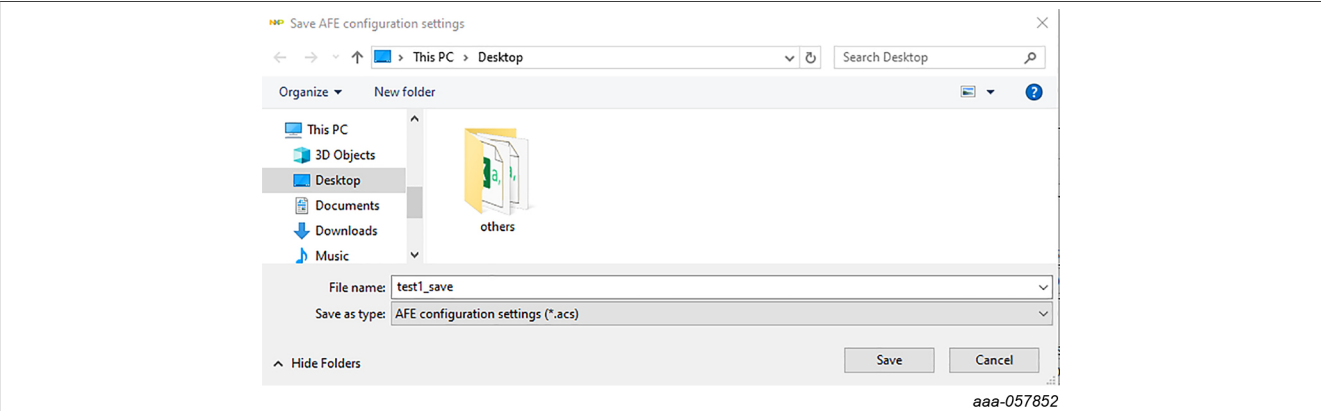 NXP Save AFE configuration settings
This PC > Desktop
Search Desktop
Organize
New folder
?
This PC
3D Objects
Desktop
Documents
Downloads
Music
a,
a,
others
File name: test1_save
Save as type: AFE configuration settings (*.acs)
Hide Folders
Save
Cancel
aaa-057852